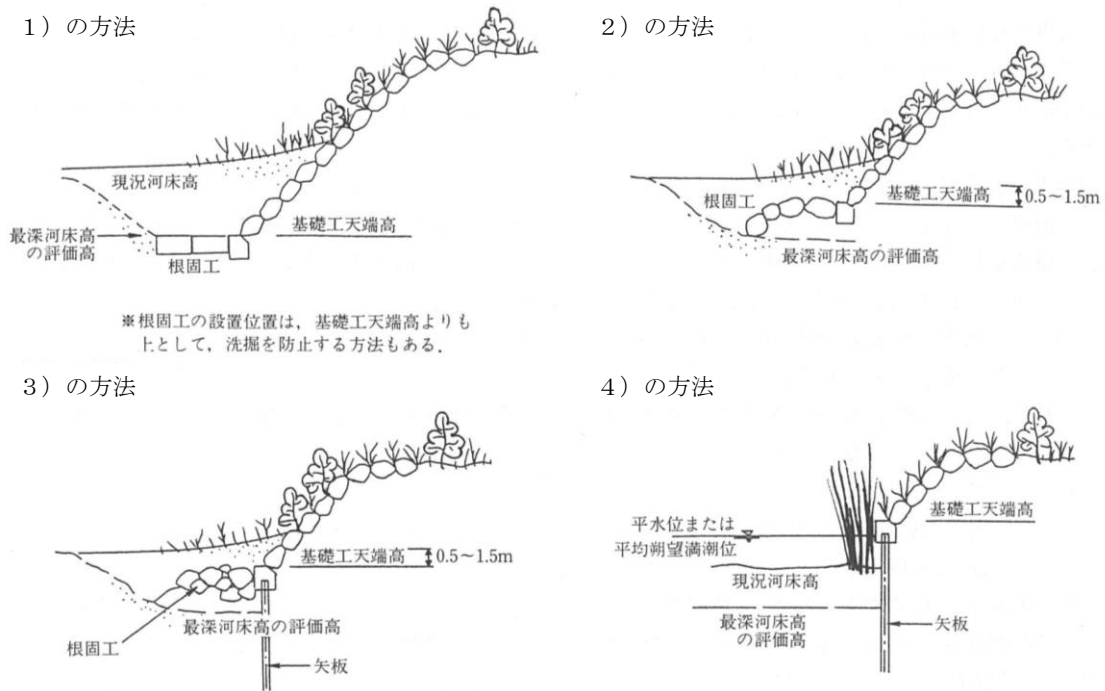 1）の方法
現況河床高
最深河床高
の評価高
根固工
基礎工天端高
※根固工の設置位置は，基礎工天端高よりも
上として，洗掘を防止する方法もある．
2）の方法
根固工
基礎工天端高
0.5～1.5m
最深河床高の評価高
3）の方法
基礎工天端高
0.5～1.5m
最深河床高の評価高
根固工
矢板
4）の方法
平水位または
平均朔望満潮位
基礎工天端高
現況河床高
最深河床高
の評価高
矢板